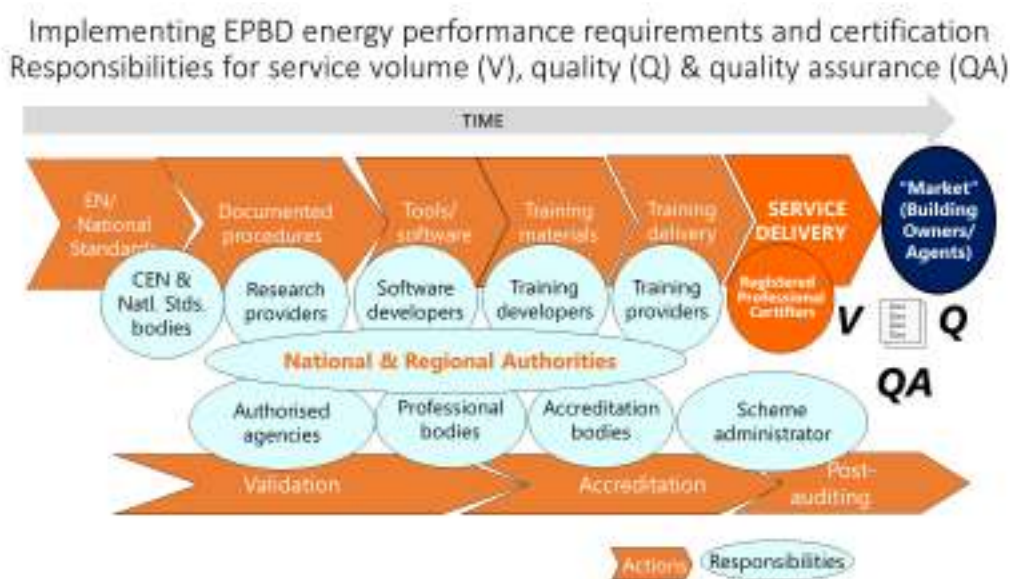 Implementing EPBD energy performance requirements and certification
Responsibilities for service volume (V), quality (Q) & quality assurance (QA)
TIME
EN/
National
Standards
Documented
procedures
Tools/
software
Training
materials
Training
delivery
SERVICE
DELIVERY
"Market"
(Building
Owners/
Agents)
CEN &
Natl. Stds.
bodies
Research
providers
Software
developers
Training
developers
Training
providers
Registered
Professional
Certifiers
V
Q
QA
National & Regional Authorities
Authorised
agencies
Professional
bodies
Accreditation
bodies
Scheme
administrator
Validation
Accreditation
Post-
auditing
Actions
Responsibilities